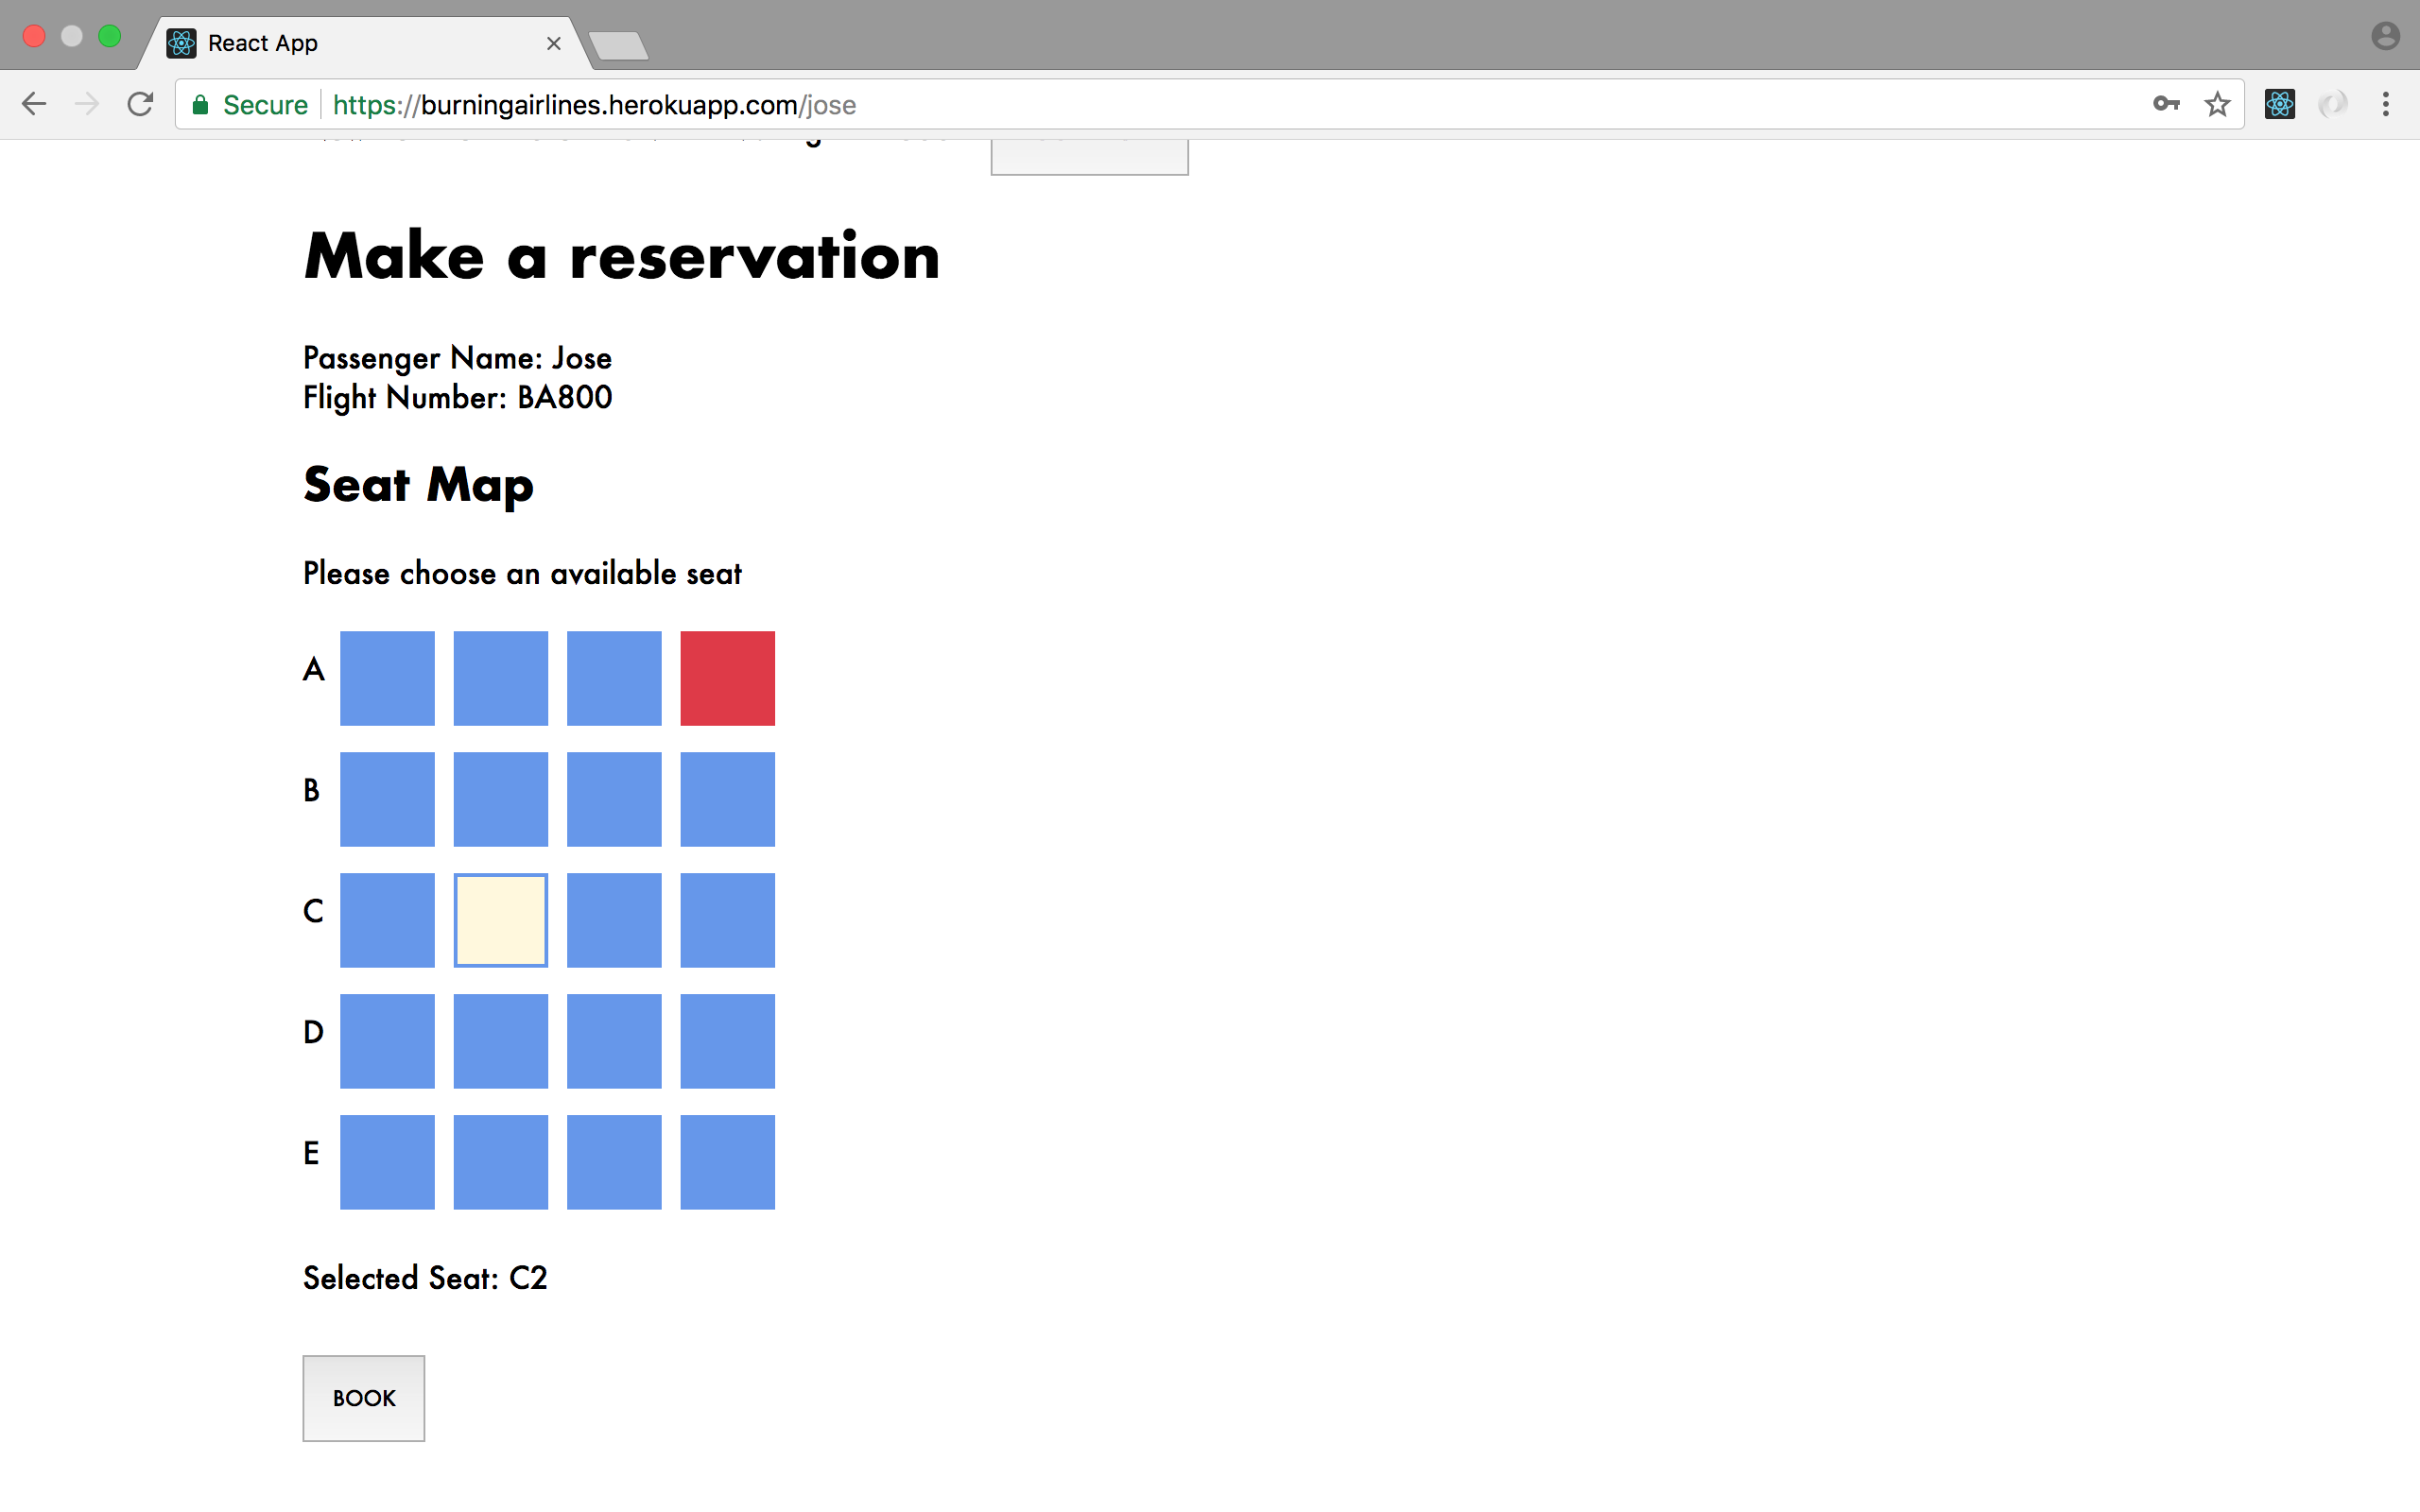 React App
Secure https://burningairlines.herokuapp.com/jose
Make a reservation
Passenger Name: Jose
Flight Number: BA800
Seat Map
Please choose an available seat
A
B
C
D
E
Selected Seat: C2
BOOK